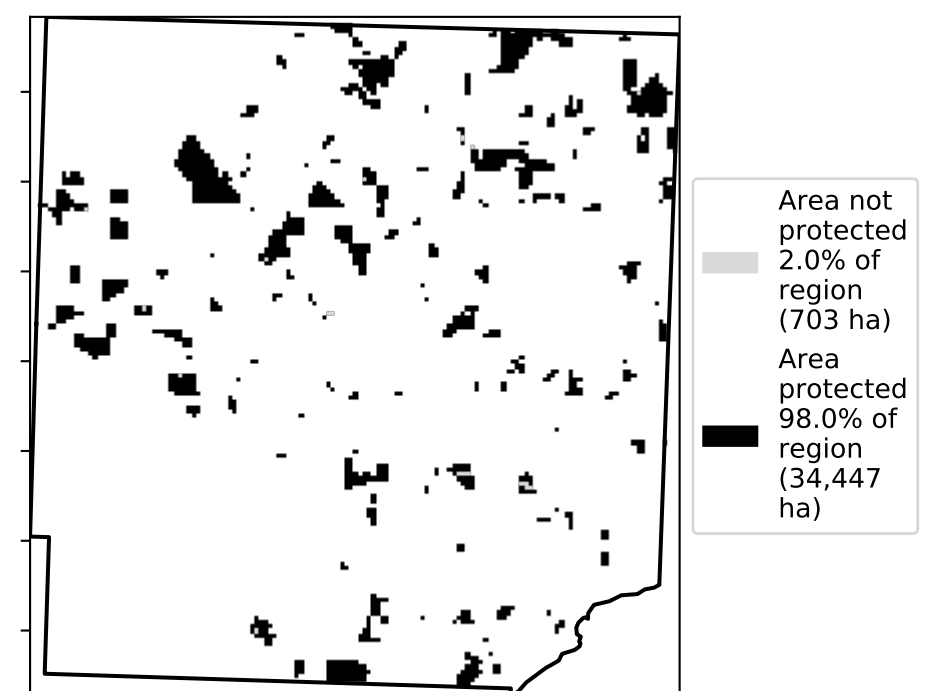 Area not
protected
2.0% of
region
(703 ha)
Area
protected
98.0% of
region
(34,447
ha)